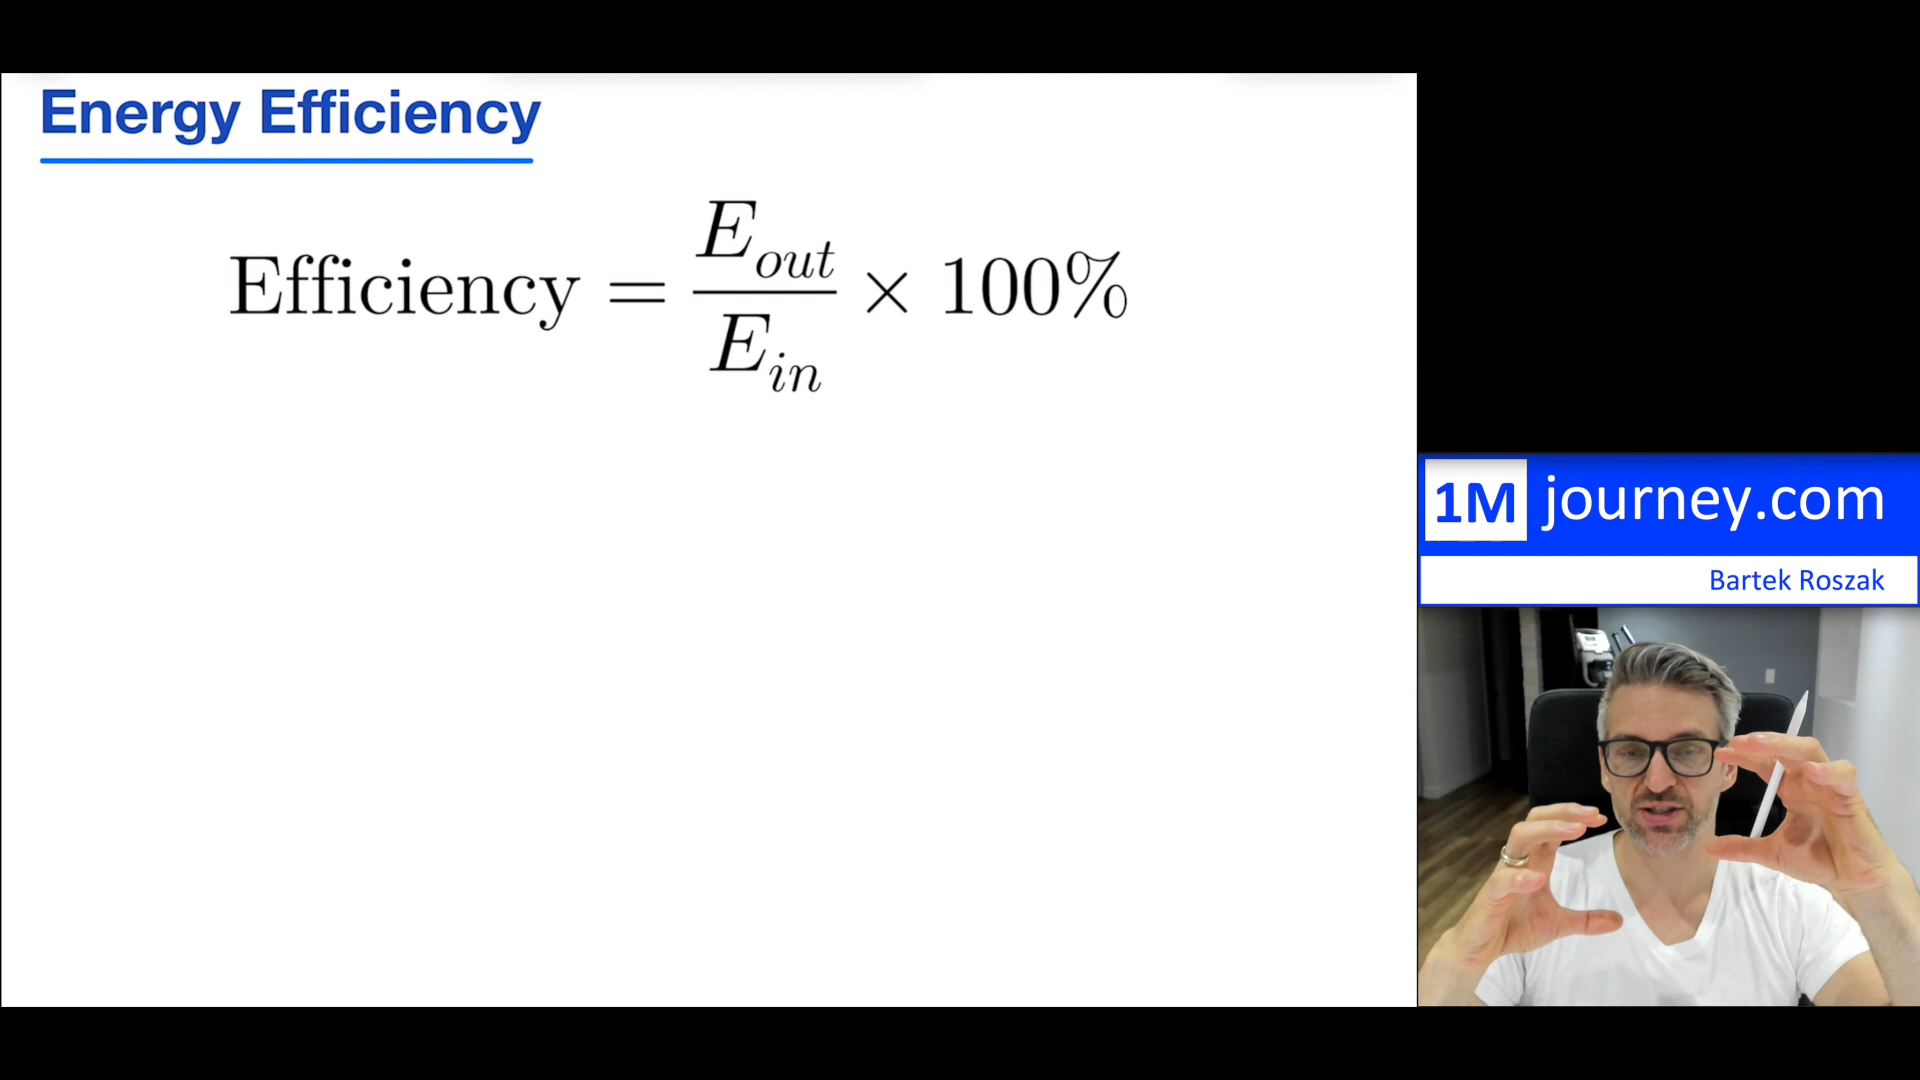 Energy Efficiency
Efficiency = E_out / E_in × 100%
1M journey.com
Bartek Roszak